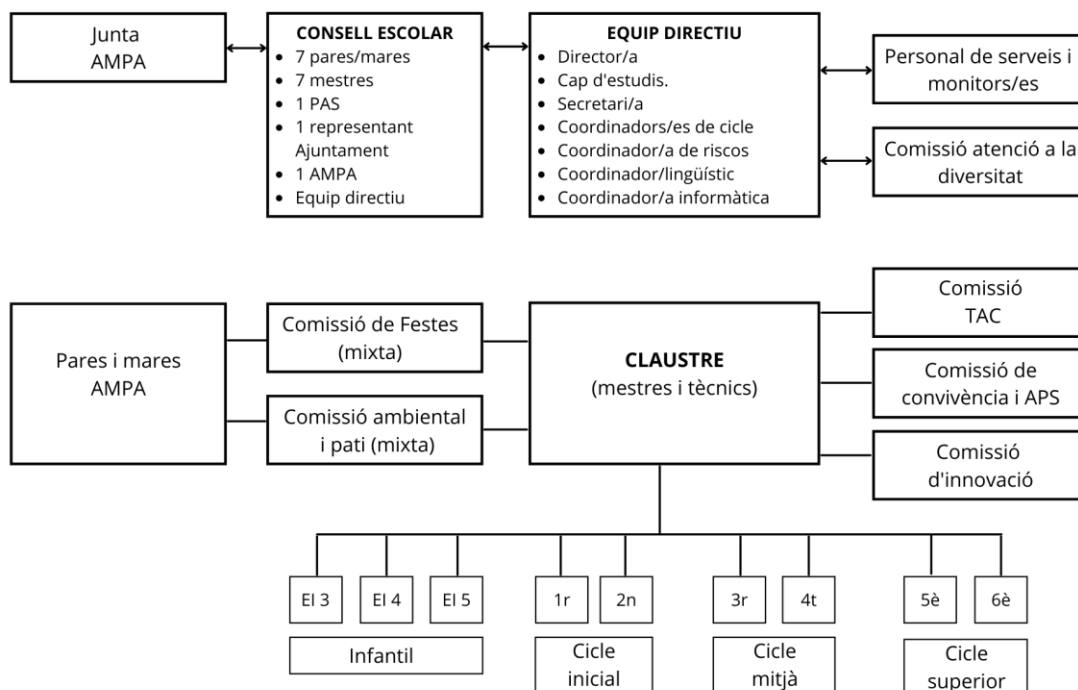 Junta
AMPA
CONSELL ESCOLAR
• 7 pares/mares
• 7 mestres
• 1 PAS
• 1 representant
Ajuntament
• 1 AMPA
• Equip directiu
EQUIP DIRECTIU
• Director/a
• Cap d'estudis.
• Secretari/a
• Coordinadors/es de cicle
• Coordinador/a de riscos
• Coordinador/lingüístic
• Coordinador/a informàtica
Personal de serveis i
monitors/es
Comissió atenció a la
diversitat
Pares i mares
AMPA
Comissió de Festes
(mixta)
Comissió ambiental
i pati (mixta)
CLAUSTRE
(mestres i tècnics)
Comissió
TAC
Comissió de
convivència i APS
Comissió
d'innovació
EI 3
EI 4
EI 5
1r
2n
3r
4t
5è
6è
Infantil
Cicle
inicial
Cicle
mitjà
Cicle
superior